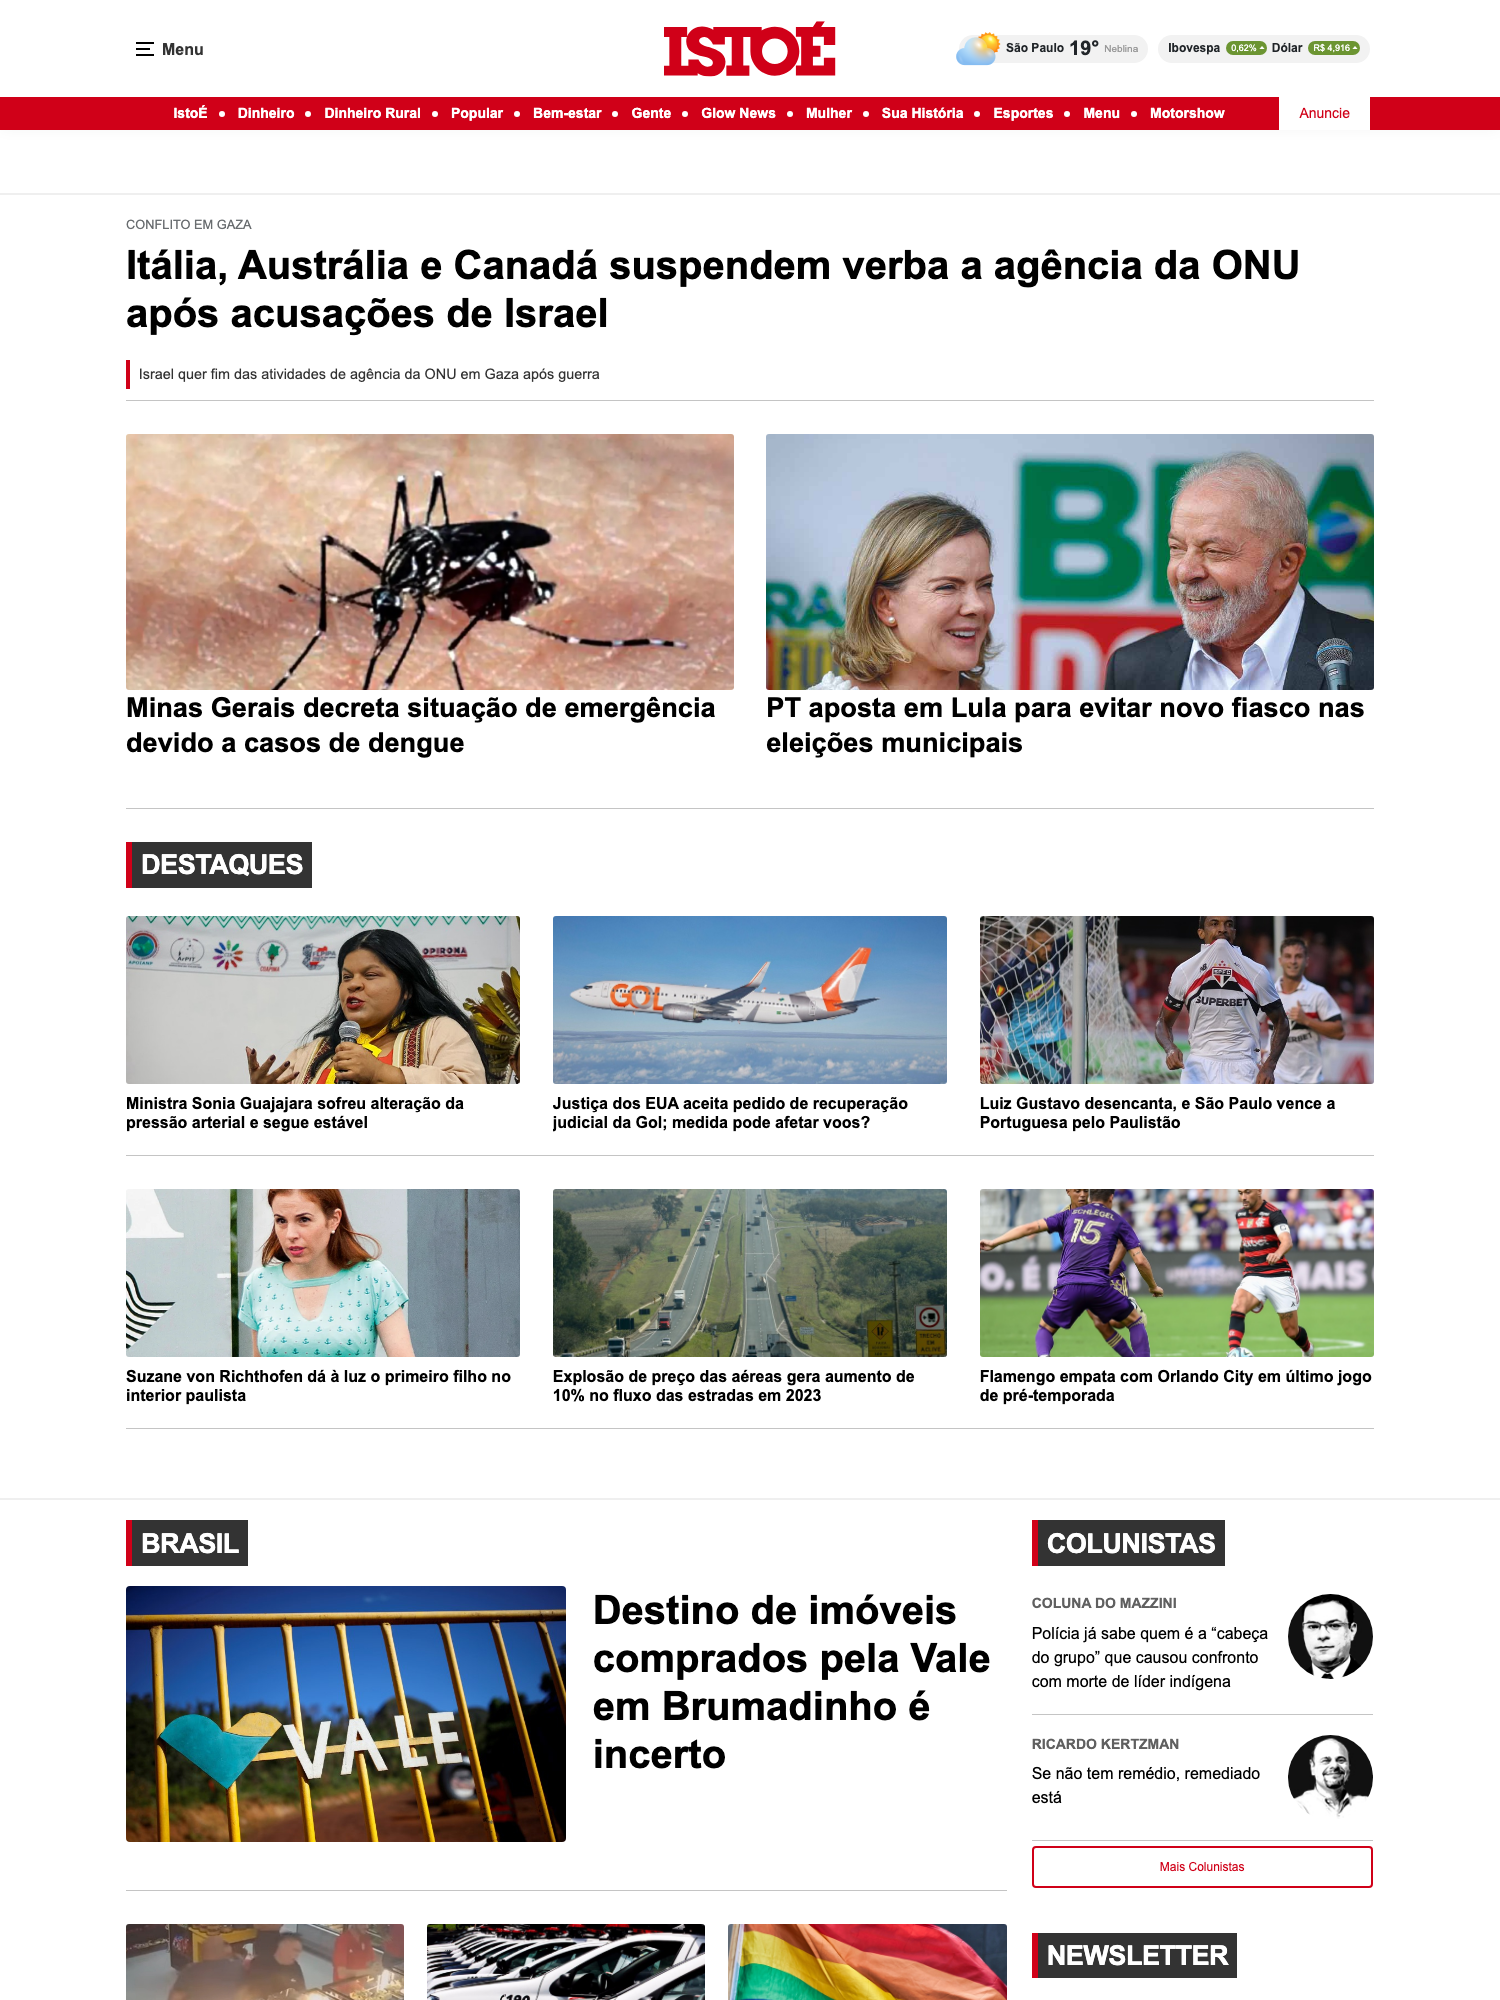 Menu
ISTOÉ
São Paulo 19° Neblina
Ibovespa 0,62% Dólar R$ 4,916
IstoÉ • Dinheiro • Dinheiro Rural • Popular • Bem-estar • Gente • Glow News • Mulher • Sua História • Esportes • Menu • Motorshow
Anuncie
CONFLITO EM GAZA
Itália, Austrália e Canadá suspendem verba a agência da ONU
após acusações de Israel
Israel quer fim das atividades de agência da ONU em Gaza após guerra
Minas Gerais decreta situação de emergência
devido a casos de dengue
PT aposta em Lula para evitar novo fiasco nas
eleições municipais
DESTAQUES
GOL
SUPERBET
Ministra Sonia Guajajara sofreu alteração da
pressão arterial e segue estável
Justiça dos EUA aceita pedido de recuperação
judicial da Gol; medida pode afetar voos?
Luiz Gustavo desencanta, e São Paulo vence a
Portuguesa pelo Paulistão
SCHLEGEL
15
Suzane von Richthofen dá à luz o primeiro filho no
interior paulista
Explosão de preço das aéreas gera aumento de
10% no fluxo das estradas em 2023
Flamengo empata com Orlando City em último jogo
de pré-temporada
BRASIL
VALE
Destino de imóveis
comprados pela Vale
em Brumadinho é
incerto
COLUNISTAS
COLUNA DO MAZZINI
Polícia já sabe quem é a “cabeça
do grupo” que causou confronto
com morte de líder indígena
RICARDO KERTZMAN
Se não tem remédio, remediado
está
Mais Colunistas
NEWSLETTER